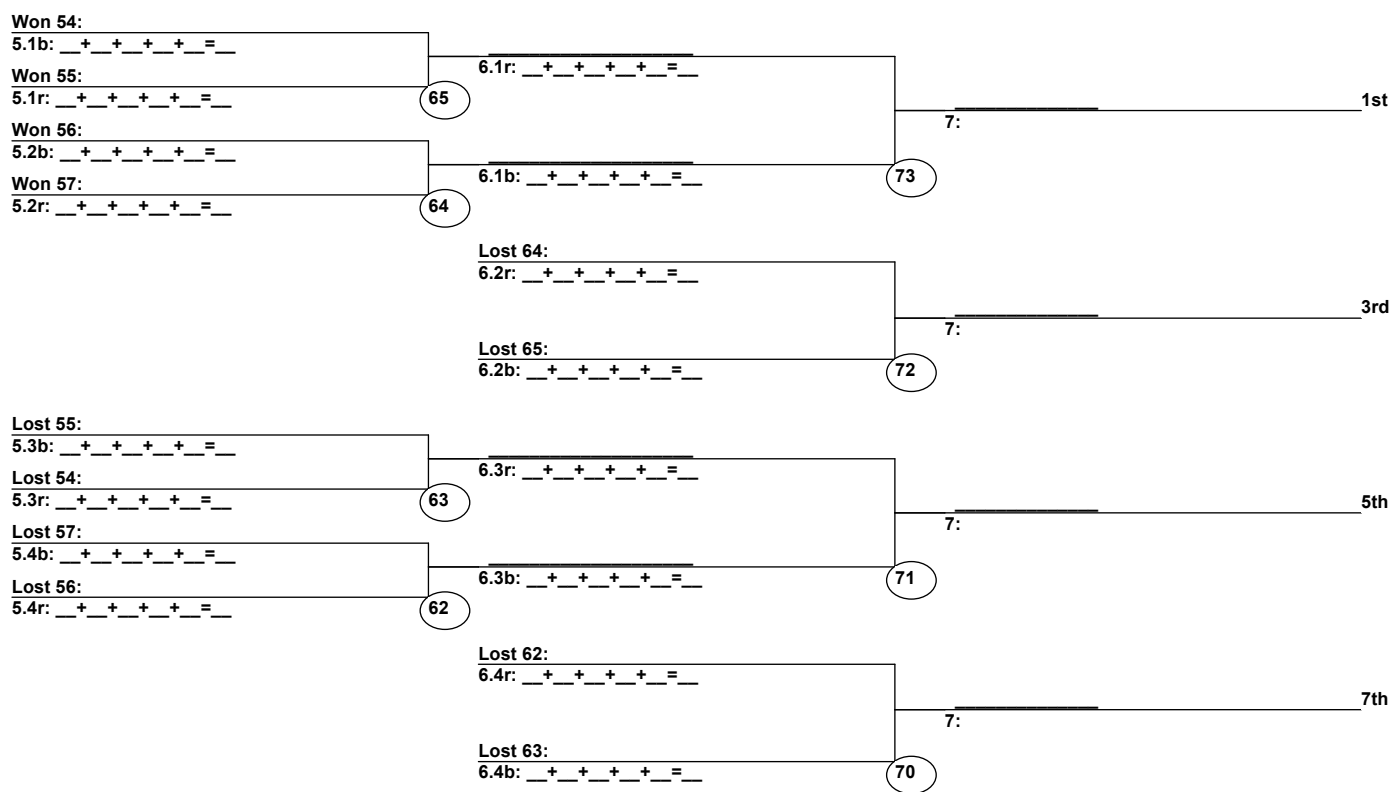 Won 54:
5.1b: __+__+__+__+__=__
6.1r: __+__+__+__+__=__
Won 55:
5.1r: __+__+__+__+__=__
65
1st
7:
Won 56:
5.2b: __+__+__+__+__=__
6.1b: __+__+__+__+__=__
73
Won 57:
5.2r: __+__+__+__+__=__
64
Lost 64:
6.2r: __+__+__+__+__=__
3rd
7:
Lost 65:
6.2b: __+__+__+__+__=__
72
Lost 55:
5.3b: __+__+__+__+__=__
6.3r: __+__+__+__+__=__
Lost 54:
5.3r: __+__+__+__+__=__
63
5th
7:
Lost 57:
5.4b: __+__+__+__+__=__
6.3b: __+__+__+__+__=__
71
Lost 56:
5.4r: __+__+__+__+__=__
62
Lost 62:
6.4r: __+__+__+__+__=__
7th
7:
Lost 63:
6.4b: __+__+__+__+__=__
70